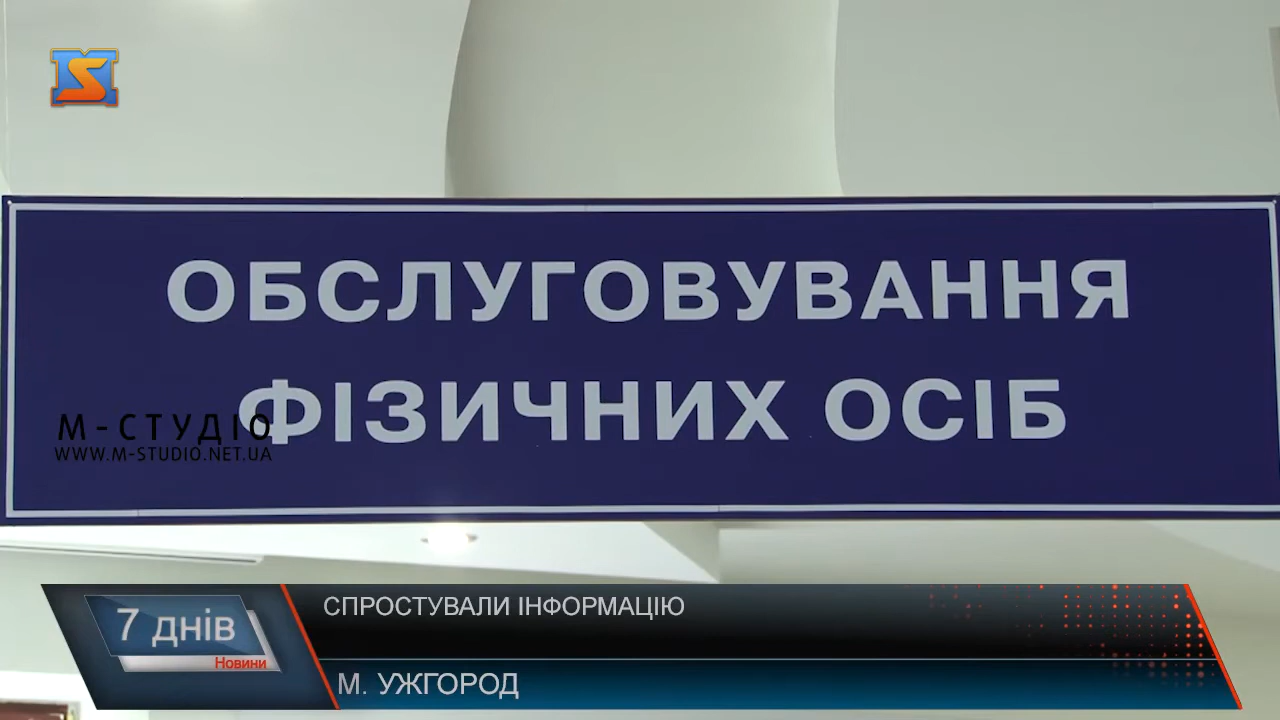 S
ОБСЛУГОВУВАННЯ
ФІЗИЧНИХ ОСІБ
М-СТУДІО
WWW.M-STUDIO.NET.UA
7 днів
Новини
СПРОСТУВАЛИ ІНФОРМАЦІЮ
М. УЖГОРОД